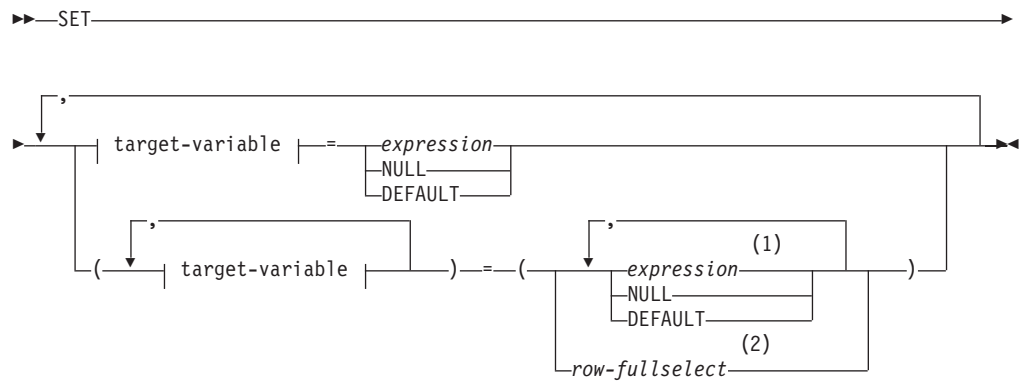 SET
,
target-variable = expression
NULL
DEFAULT
, ,
(1)
( target-variable ) = ( expression )
NULL
DEFAULT
(2)
row-fullselect